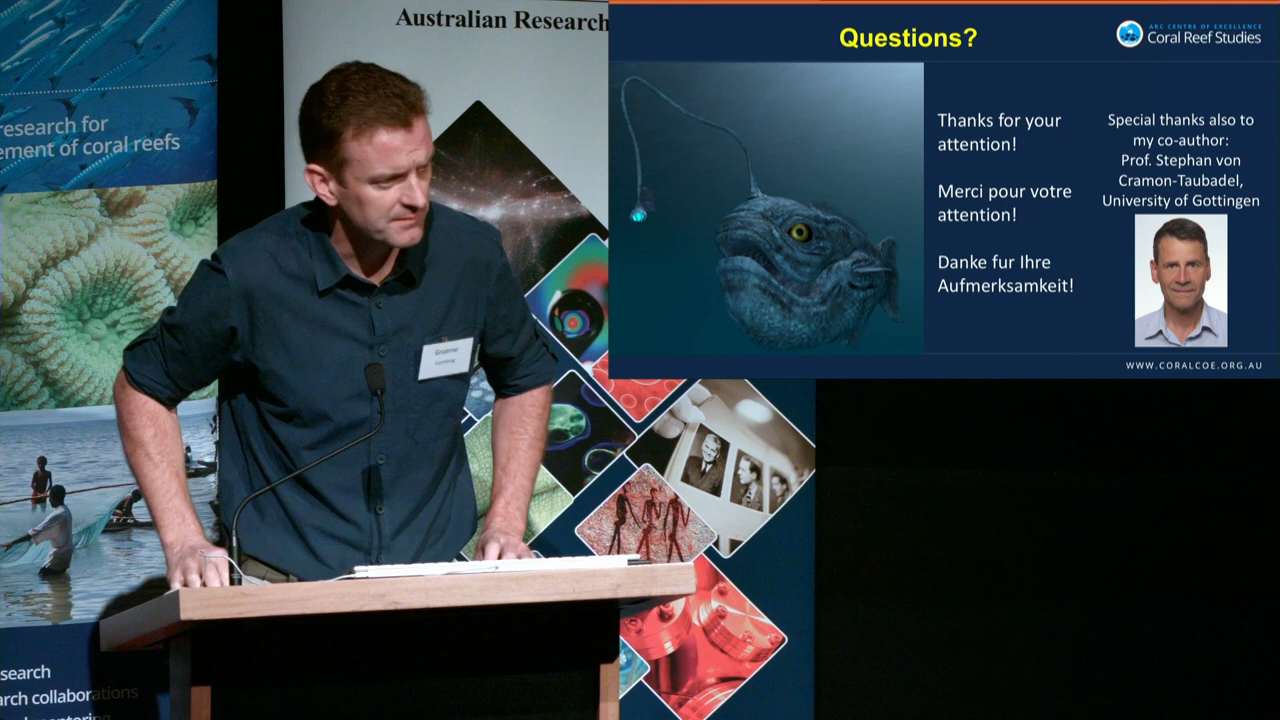 Australian Research
research for
ement of coral reefs
search
arch collaborations
Graeme
Cumming
Questions?
ARC CENTRE OF EXCELLENCE
Coral Reef Studies
Thanks for your
attention!
Merci pour votre
attention!
Danke fur Ihre
Aufmerksamkeit!
Special thanks also to
my co-author:
Prof. Stephan von
Cramon-Taubadel,
University of Gottingen
WWW.CORALCOE.ORG.AU